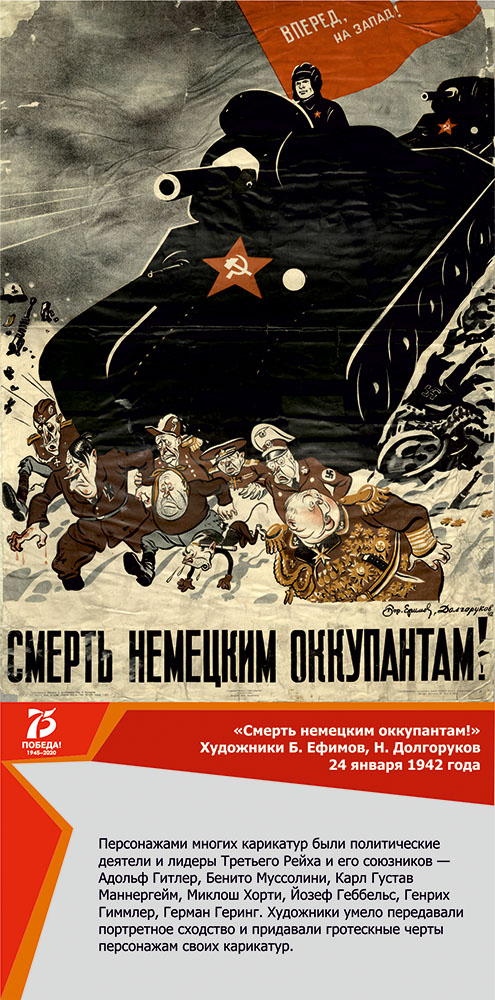 ВПЕРЕД,
НА ЗАПАД!
Бор. Ефимов, Долгоруков
СМЕРТЬ НЕМЕЦКИМ ОККУПАНТАМ!
75
ПОБЕДА!
1945–2020
«Смерть немецким оккупантам!»
Художники Б. Ефимов, Н. Долгоруков
24 января 1942 года
Персонажами многих карикатур были политические
деятели и лидеры Третьего Рейха и его союзников —
Адольф Гитлер, Бенито Муссолини, Карл Густав
Маннергейм, Миклош Хорти, Йозеф Геббельс, Генрих
Гиммлер, Герман Геринг. Художники умело передавали
портретное сходство и придавали гротескные черты
персонажам своих карикатур.